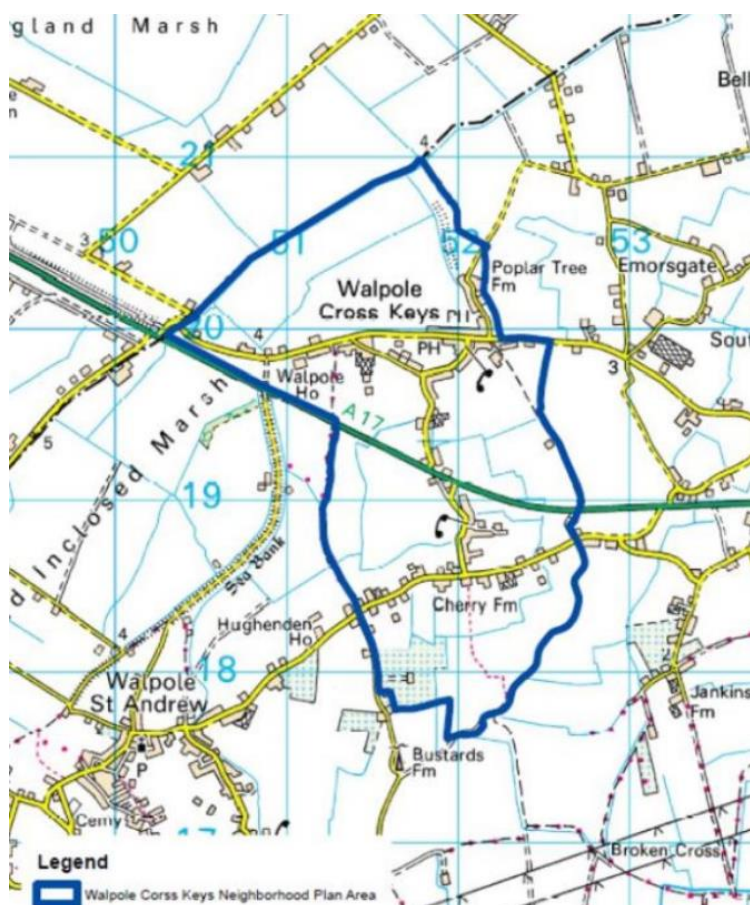 gland Marsh
Bell
4
21
3
50
51
52
53
Poplar Tree
Fm
Emorsgate
Walpole
Cross Keys
PH
20
4
PH
3
Sout
Walpole
Ho
A 17
5
19
d Inclosed Marsh
Sea Bank
Cherry Fm
Hughenden
Ho
4
18
Walpole
St Andrew
Jankins
Fm
P
Bustards
Fm
Cemy
17
Broken Cross
Legend
Walpole Corss Keys Neighborhood Plan Area